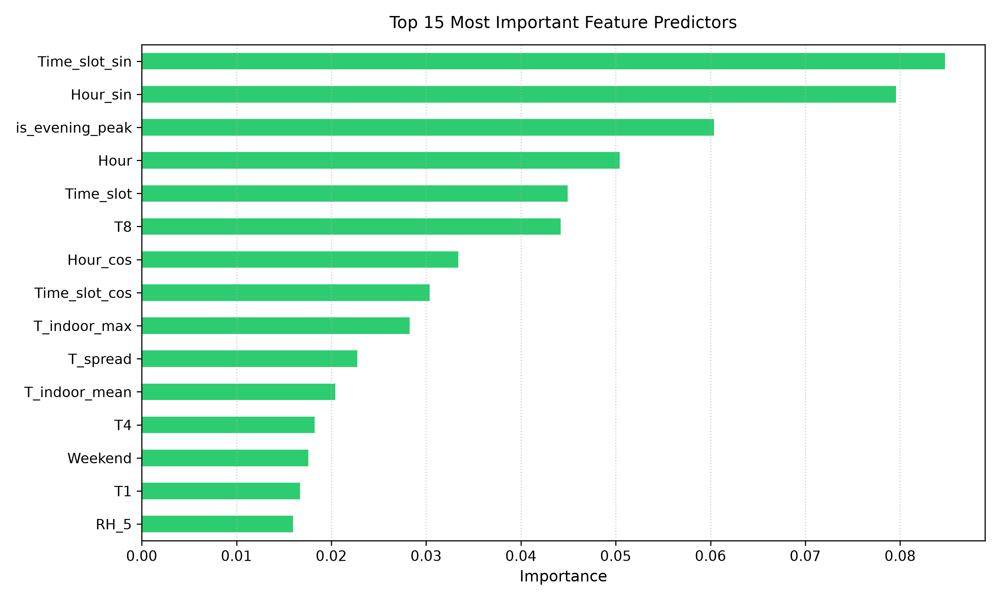 Top 15 Most Important Feature Predictors
Time_slot_sin
Hour_sin
is_evening_peak
Hour
Time_slot
T8
Hour_cos
Time_slot_cos
T_indoor_max
T_spread
T_indoor_mean
T4
Weekend
T1
RH_5
0.00 0.01 0.02 0.03 0.04 0.05 0.06 0.07 0.08
Importance